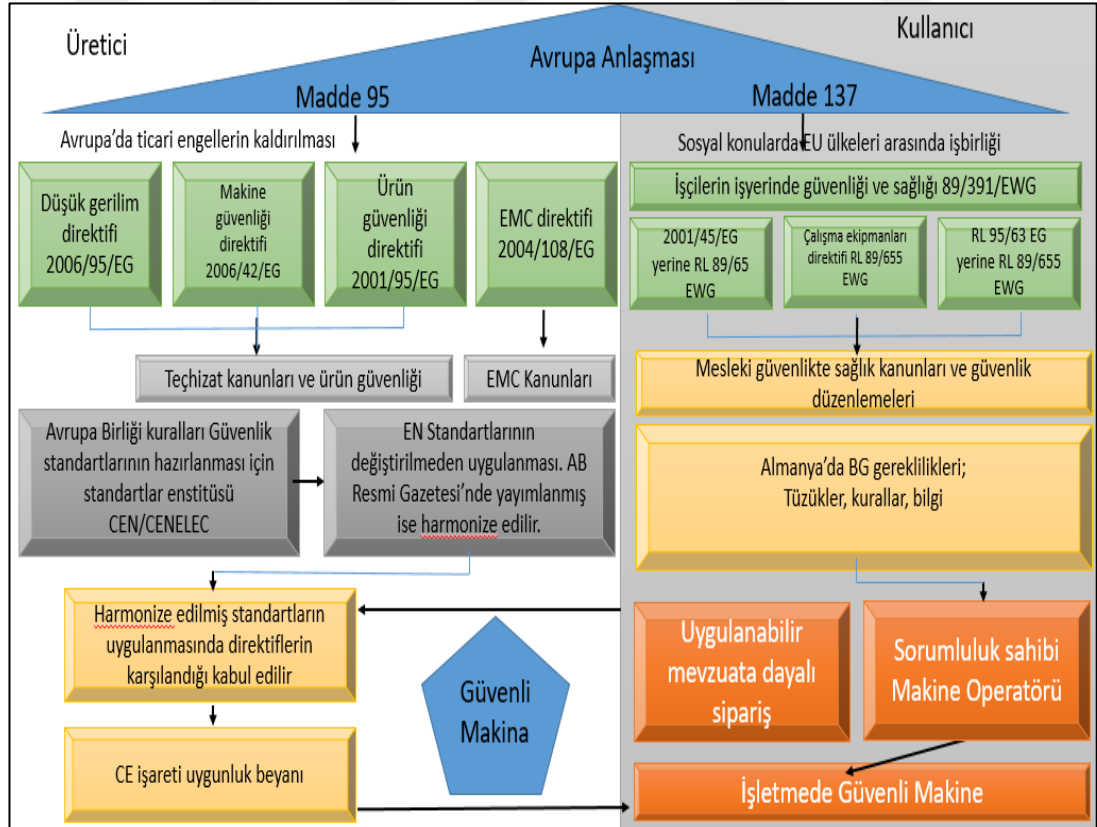 Üretici
Kullanıcı
Avrupa Anlaşması
Madde 95
Madde 137
Avrupa'da ticari engellerin kaldırılması
Düşük gerilim
direktifi
2006/95/EG
Makine
güvenliği
direktifi
2006/42/EG
Ürün
güvenliği
direktifi
2001/95/EG
EMC direktifi
2004/108/EG
Teçhizat kanunları ve ürün güvenliği
EMC Kanunları
Avrupa Birliği kuralları Güvenlik
standartlarının hazırlanması için
standartlar enstitüsü
CEN/CENELEC
EN Standartlarının
değiştirilmeden uygulanması. AB
Resmi Gazetesi'nde yayımlanmış
ise harmonize edilir.
Harmonize edilmiş standartların
uygulanmasında direktiflerin
karşılandığı kabul edilir
CE işareti uygunluk beyanı
Güvenli
Makina
Sosyal konularda EU ülkeleri arasında işbirliği
İşçilerin işyerinde güvenliği ve sağlığı 89/391/EWG
2001/45/EG
yerine RL 89/65
EWG
Çalışma ekipmanları
direktifi RL 89/655
EWG
RL 95/63 EG
yerine RL 89/655
EWG
Mesleki güvenlikte sağlık kanunları ve güvenlik
düzenlemeleri
Almanya'da BG gereklilikleri;
Tüzükler, kurallar, bilgi
Uygulanabilir
mevzuata dayalı
sipariş
Sorumluluk sahibi
Makine Operatörü
İşletmede Güvenli Makine